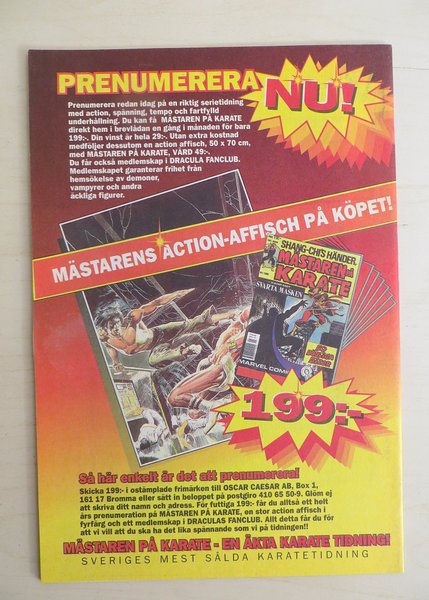 PRENUMERERA
NU!
Prenumerera redan idag på en riktig serietidning
med action, spänning, tempo och fartfylld
underhållning. Du kan få MÄSTAREN PÅ KARATE
direkt hem i brevlådan en gång i månaden för bara
199:-. Din vinst är hela 29:-. Utan extra kostnad
medföljer dessutom en action affisch, 50 x 70 cm,
med MÄSTAREN PÅ KARATE, VÄRD 49:-.
Du får också medlemskap i DRACULA FANCLUB.
Medlemskapet garanterar frihet från
hemsökelse av demoner,
vampyrer och andra
äckliga figurer.
MÄSTARENS ACTION-AFFISCH PÅ KÖPET!
SHANG-CHI'S HÄNDER,
MÄSTAREN på
KARATE
SVARTA MASKEN
MARVEL COMICS
199:-
Så här enkelt är det att prenumerera!
Skicka 199:- i ostämplade frimärken till OSCAR CAESAR AB, Box 1,
161 17 Bromma eller sätt in beloppet på postgiro 410 65 50-9. Glöm ej
att skriva ditt namn och adress. För futtiga 199:- får du alltså ett helt
års prenumeration på MÄSTAREN PÅ KARATE, en stor action affisch i
fyrfärg och ett medlemskap i DRACULAS FANCLUB. Allt detta får du för
att vi vill att du ska ha det lika spännande som vi på tidningen!!
MÄSTAREN PÅ KARATE - EN ÄKTA KARATE TIDNING!
SVERIGES MEST SÅLDA KARATETIDNING